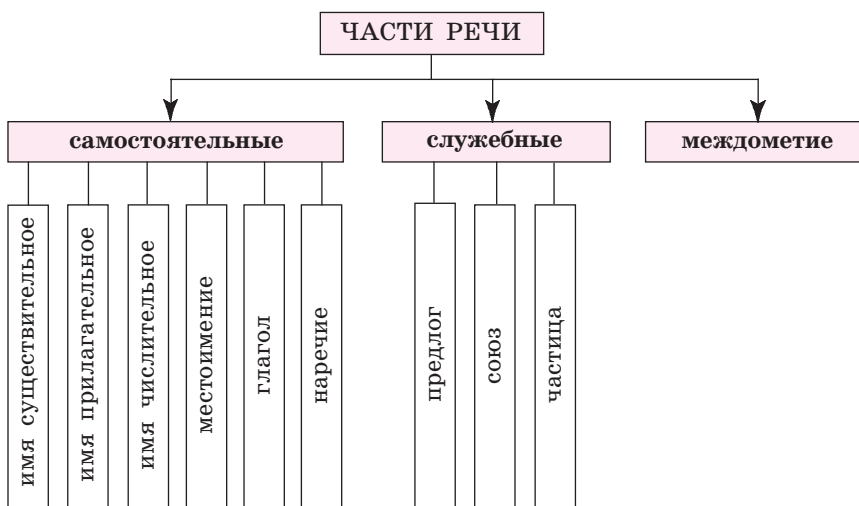 ЧАСТИ РЕЧИ
самостоятельные
служебные
междометие
имя существительное
имя прилагательное
имя числительное
местоимение
глагол
наречие
предлог
союз
частица